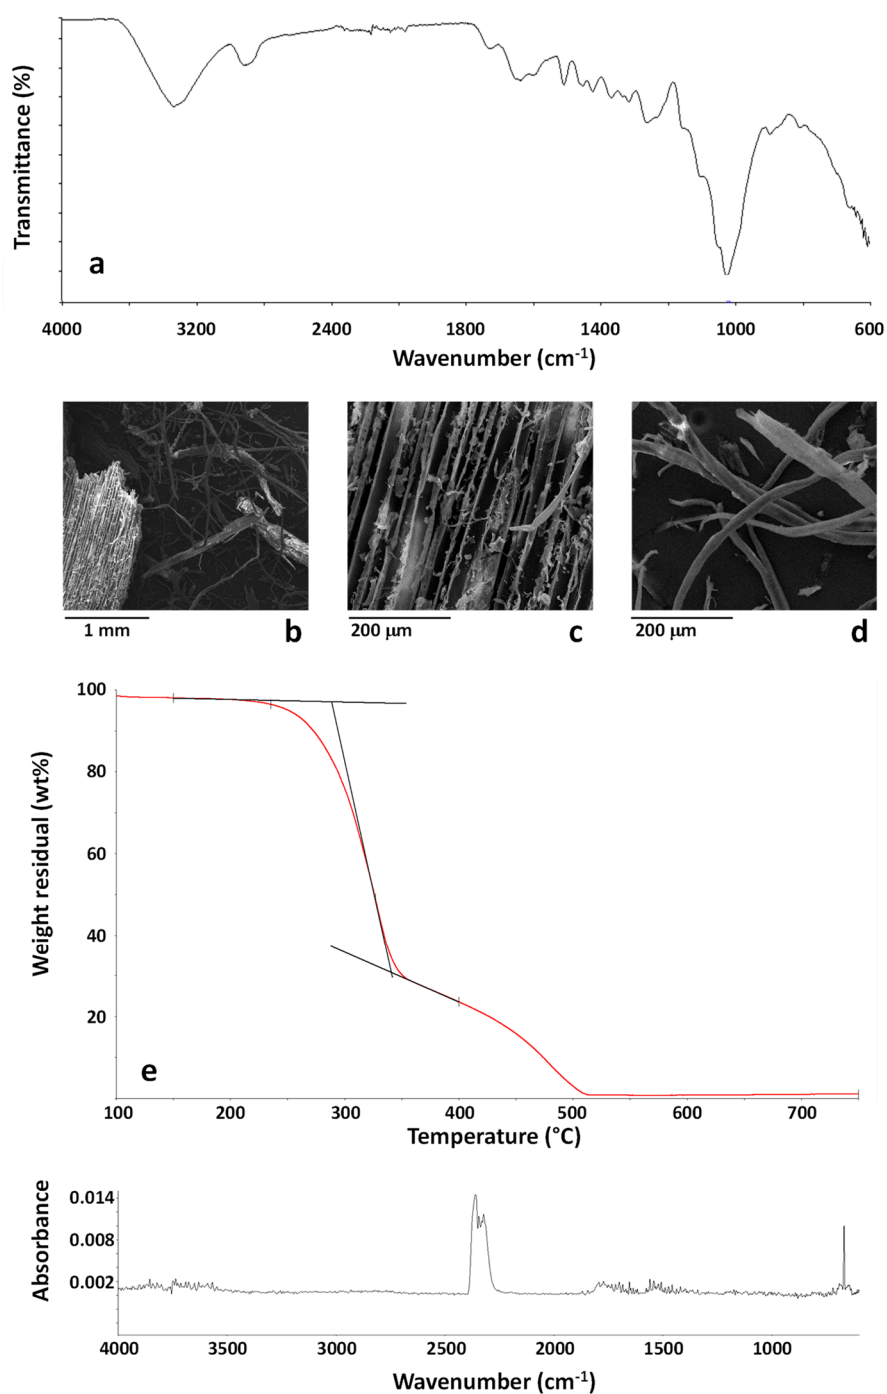 Transmittance (%)
a
4000 3200 2400 1800 1400 1000 600
Wavenumber (cm-1)
1 mm b
200 μm c
200 μm d
Weight residual (wt%)
100
80
60
40
20
e
100 200 300 400 500 600 700
Temperature (°C)
Absorbance
0.014
0.008
0.002
4000 3500 3000 2500 2000 1500 1000
Wavenumber (cm-1)